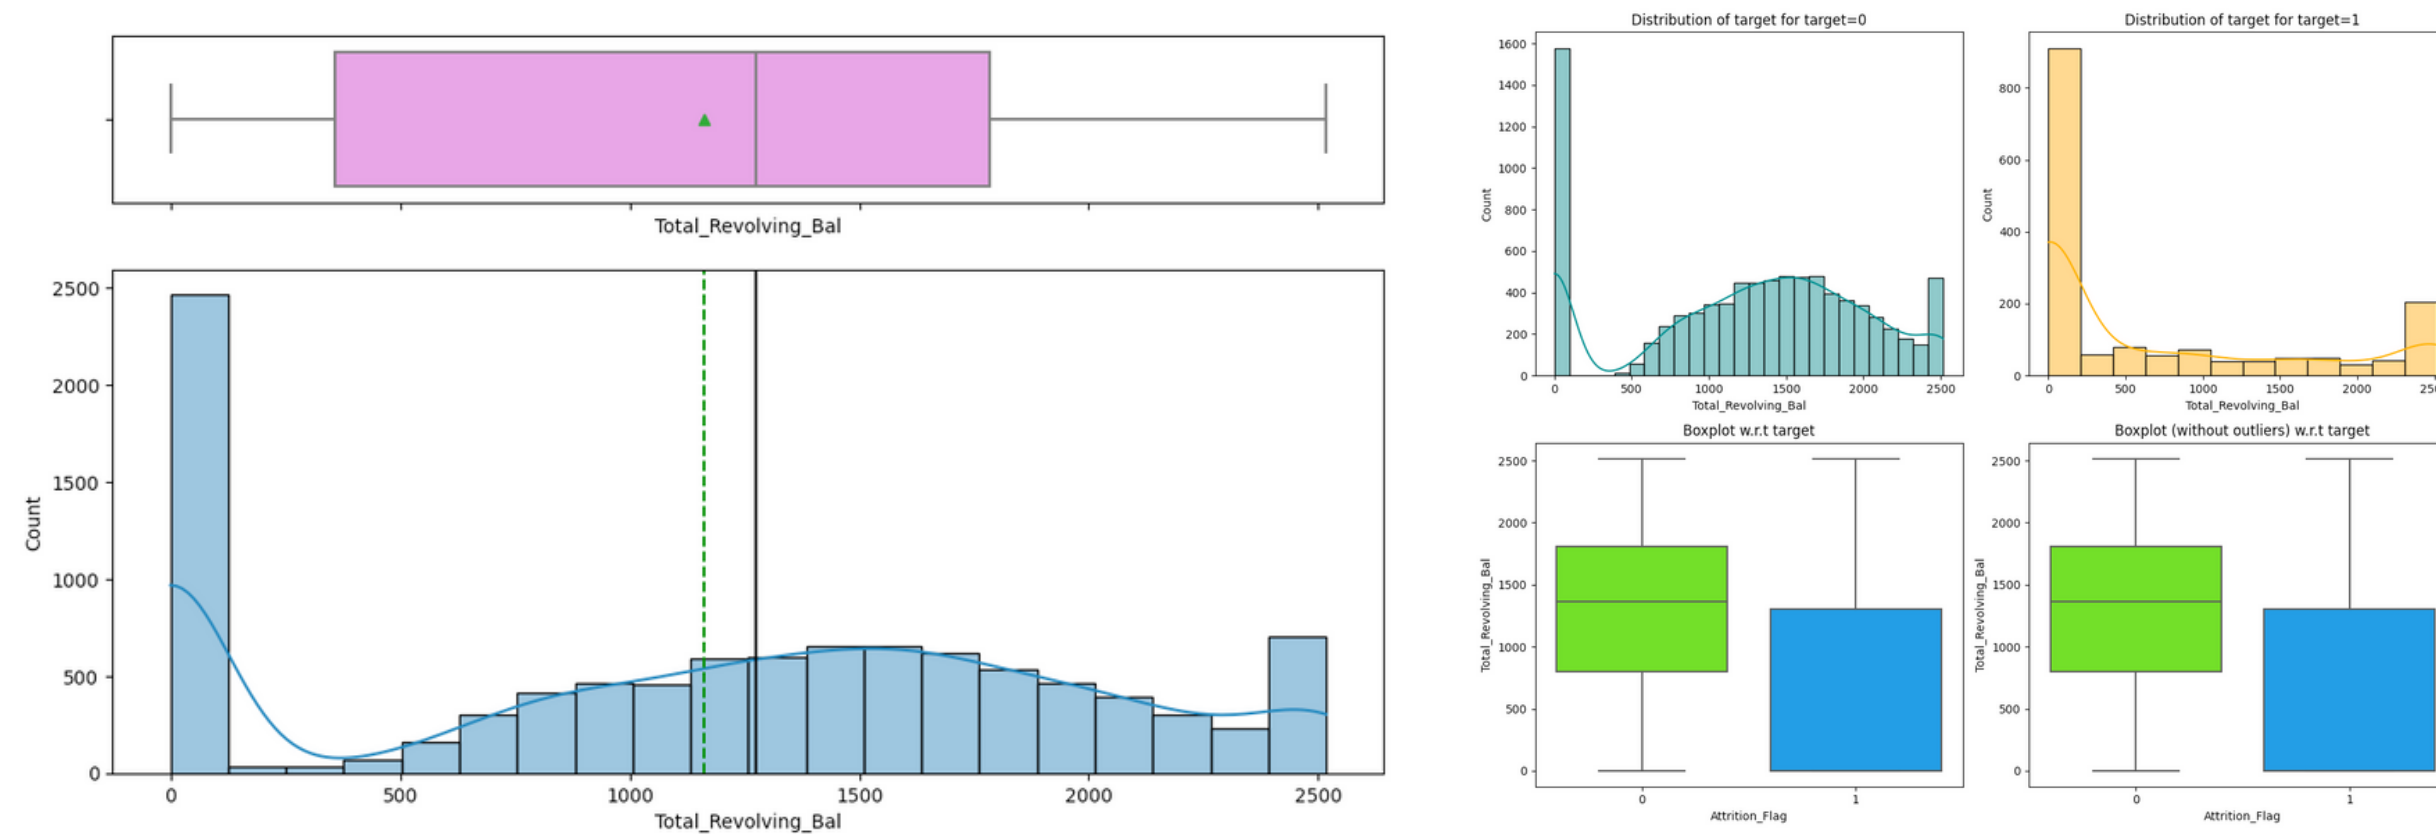 Total_Revolving_Bal
2500
2000
1500
1000
500
0
Count
0 500 1000 1500 2000 2500
Total_Revolving_Bal
Distribution of target for target=0
1600
1400
1200
1000
800
600
400
200
0
Count
0 500 1000 1500 2000 2500
Total_Revolving_Bal
Distribution of target for target=1
800
600
400
200
0
Count
0 500 1000 1500 2000 250
Total_Revolving_Bal
Boxplot w.r.t target
2500
2000
1500
1000
500
0
Total_Revolving_Bal
0 1
Attrition_Flag
Boxplot (without outliers) w.r.t target
2500
2000
1500
1000
500
0
Total_Revolving_Bal
0 1
Attrition_Flag